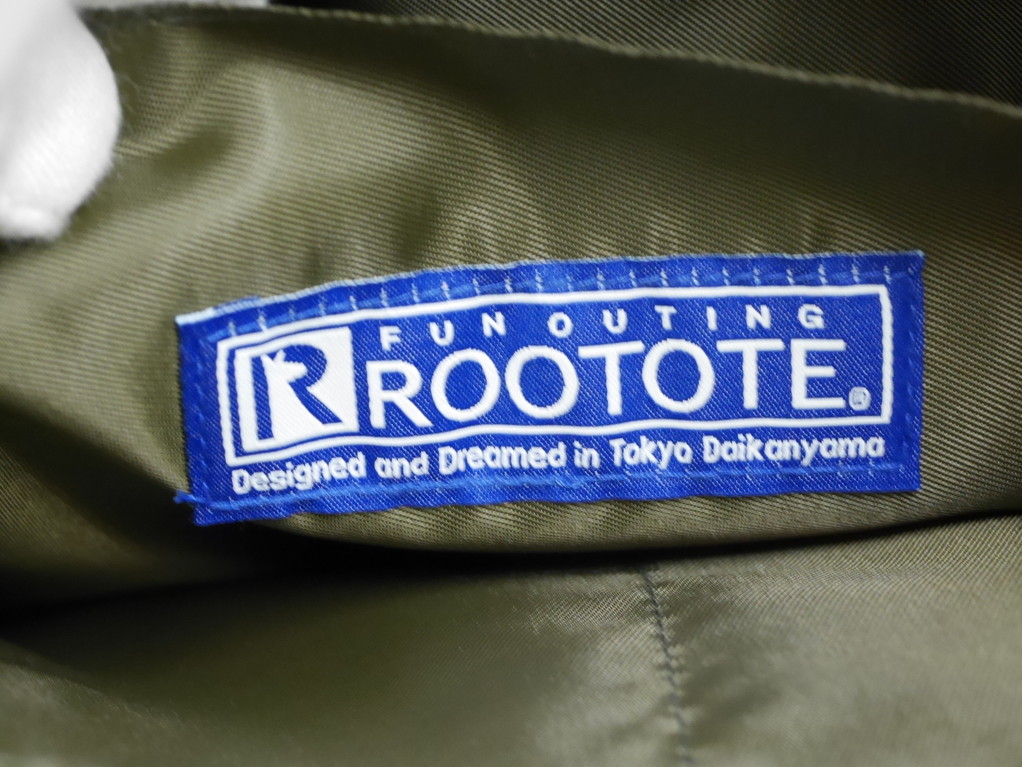 FUN OUTING
R ROOTOTE®
Designed and Dreamed in Tokyo Daikanyama